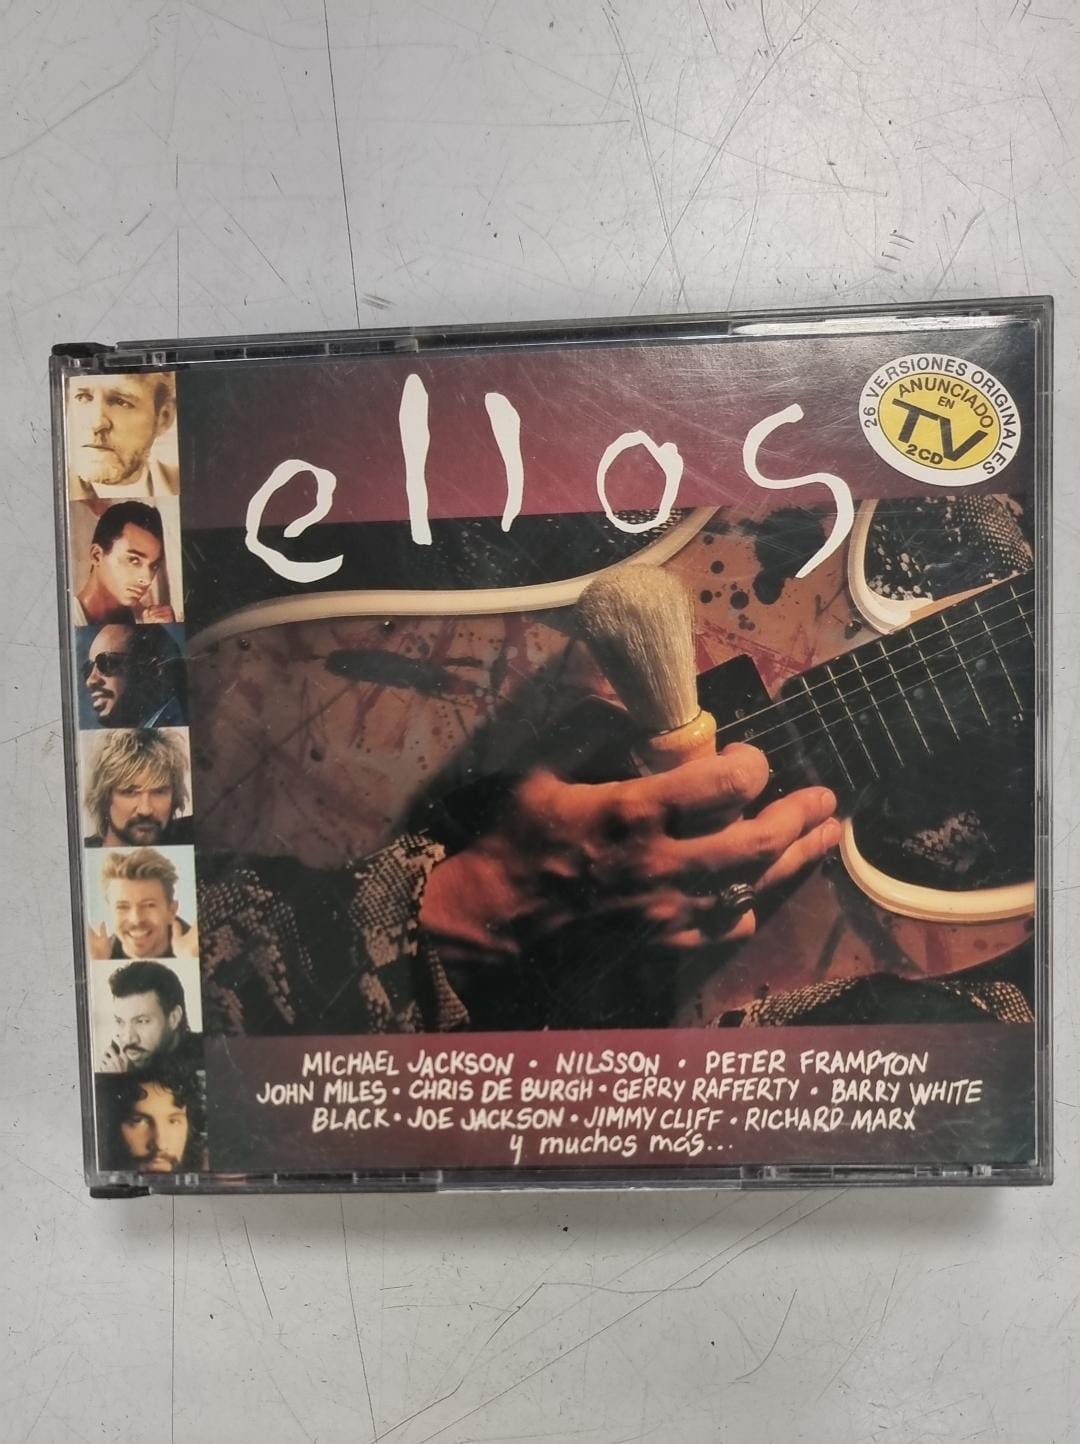 ellos
26 VERSIONES ORIGINALES
ANUNCIADO
EN
TV
2CD
MICHAEL JACKSON • NILSSON • PETER FRAMPTON
JOHN MILES • CHRIS DE BURGH • GERRY RAFFERTY • BARRY WHITE
BLACK • JOE JACKSON • JIMMY CLIFF • RICHARD MARX
y muchos más...